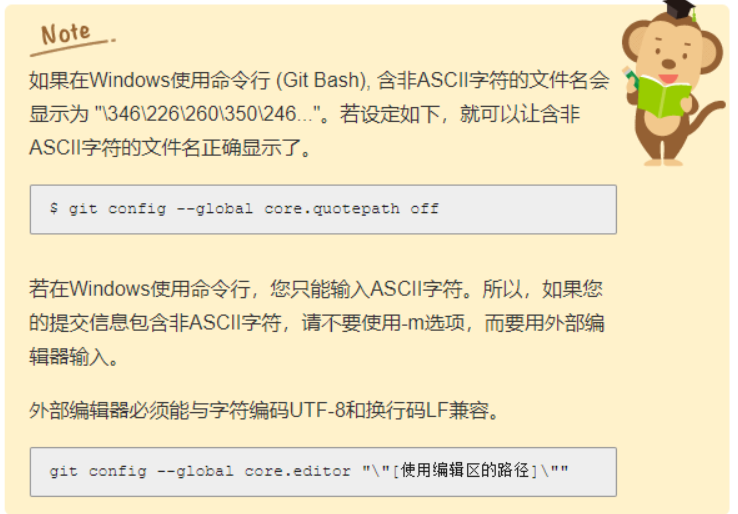 Note
如果在Windows使用命令行 (Git Bash), 含非ASCII字符的文件名会
显示为 "\346\226\260\350\246..."。若设定如下，就可以让含非
ASCII字符的文件名正确显示了。
$ git config --global core.quotepath off
若在Windows使用命令行，您只能输入ASCII字符。所以，如果您
的提交信息包含非ASCII字符，请不要使用-m选项，而要用外部编
辑器输入。
外部编辑器必须能与字符编码UTF-8和换行码LF兼容。
git config --global core.editor "\"[使用编辑区的路径]\""